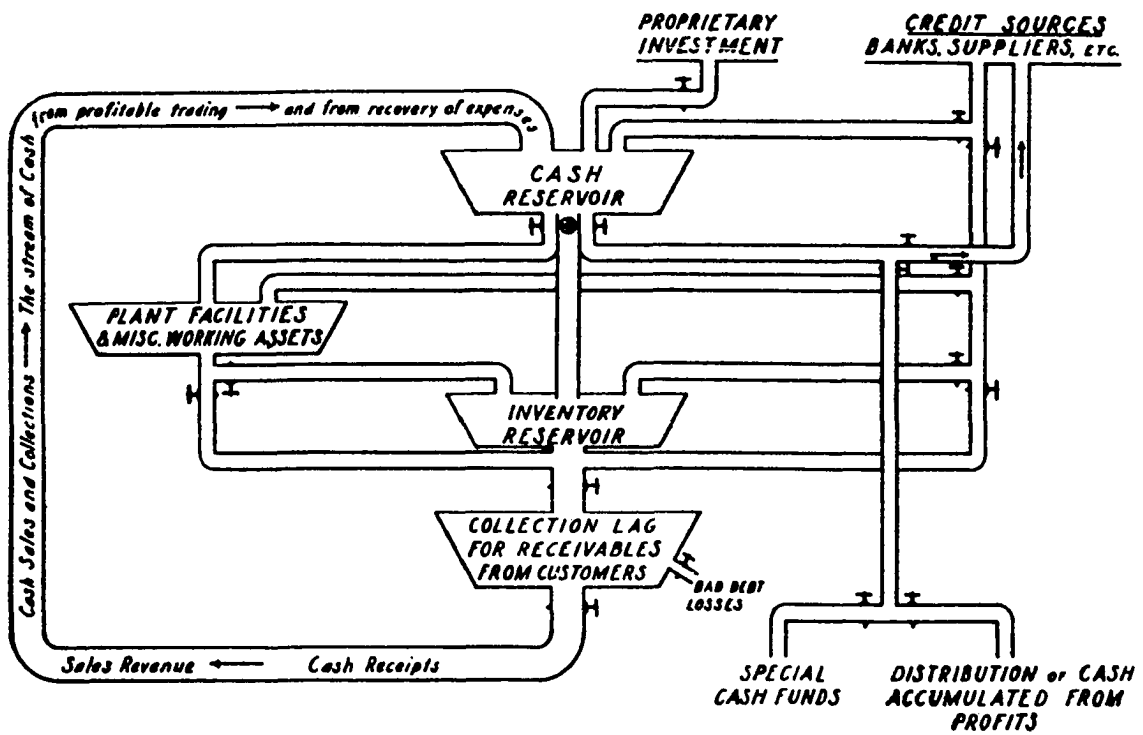 PROPRIETARY
INVESTMENT
CREDIT SOURCES
BANKS, SUPPLIERS, ETC.
from profitable trading → and from recovery of expenses
CASH
RESERVOIR
PLANT FACILITIES
& MISC. WORKING ASSETS
INVENTORY
RESERVOIR
COLLECTION LAG
FOR RECEIVABLES
FROM CUSTOMERS
BAD DEBT
LOSSES
Cash Sales and Collections → The stream of Cash
Sales Revenue ← Cash Receipts
SPECIAL
CASH FUNDS
DISTRIBUTION OF CASH
ACCUMULATED FROM
PROFITS